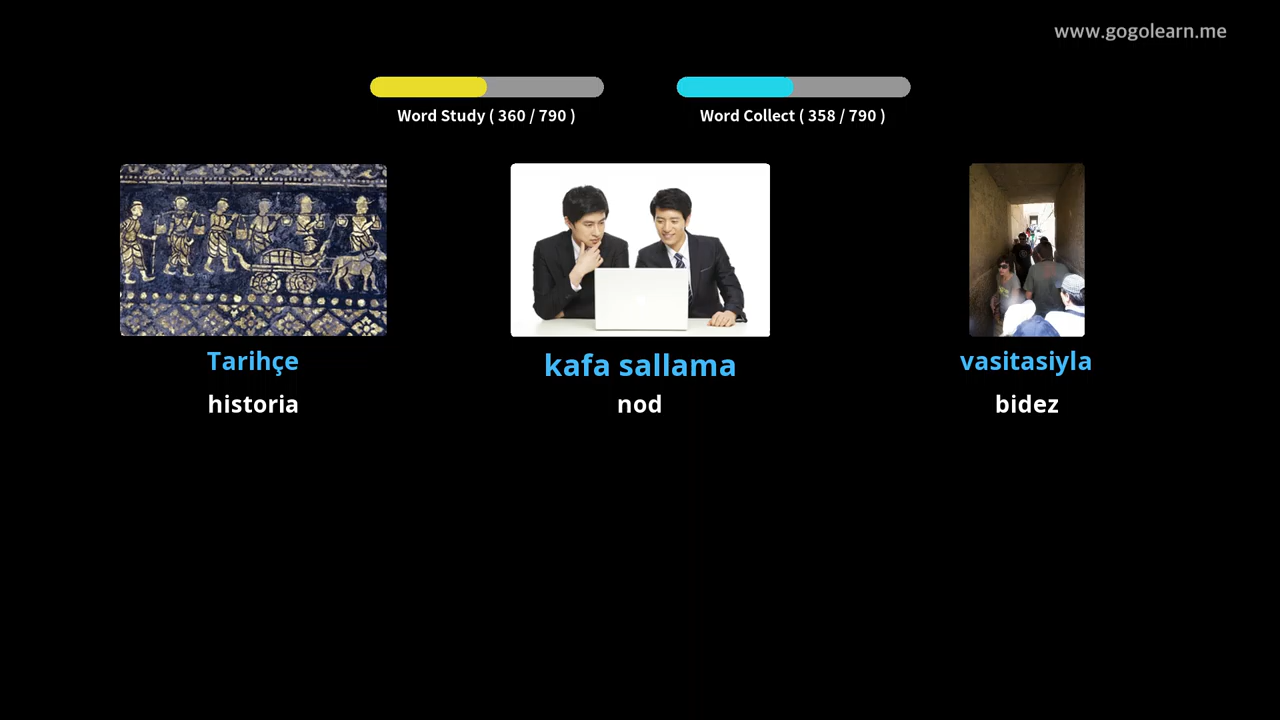 www.gogolearn.me
Word Study ( 360 / 790 )
Word Collect ( 358 / 790 )
Tarihçe
kafa sallama
vasitasiyla
historia
nod
bidez